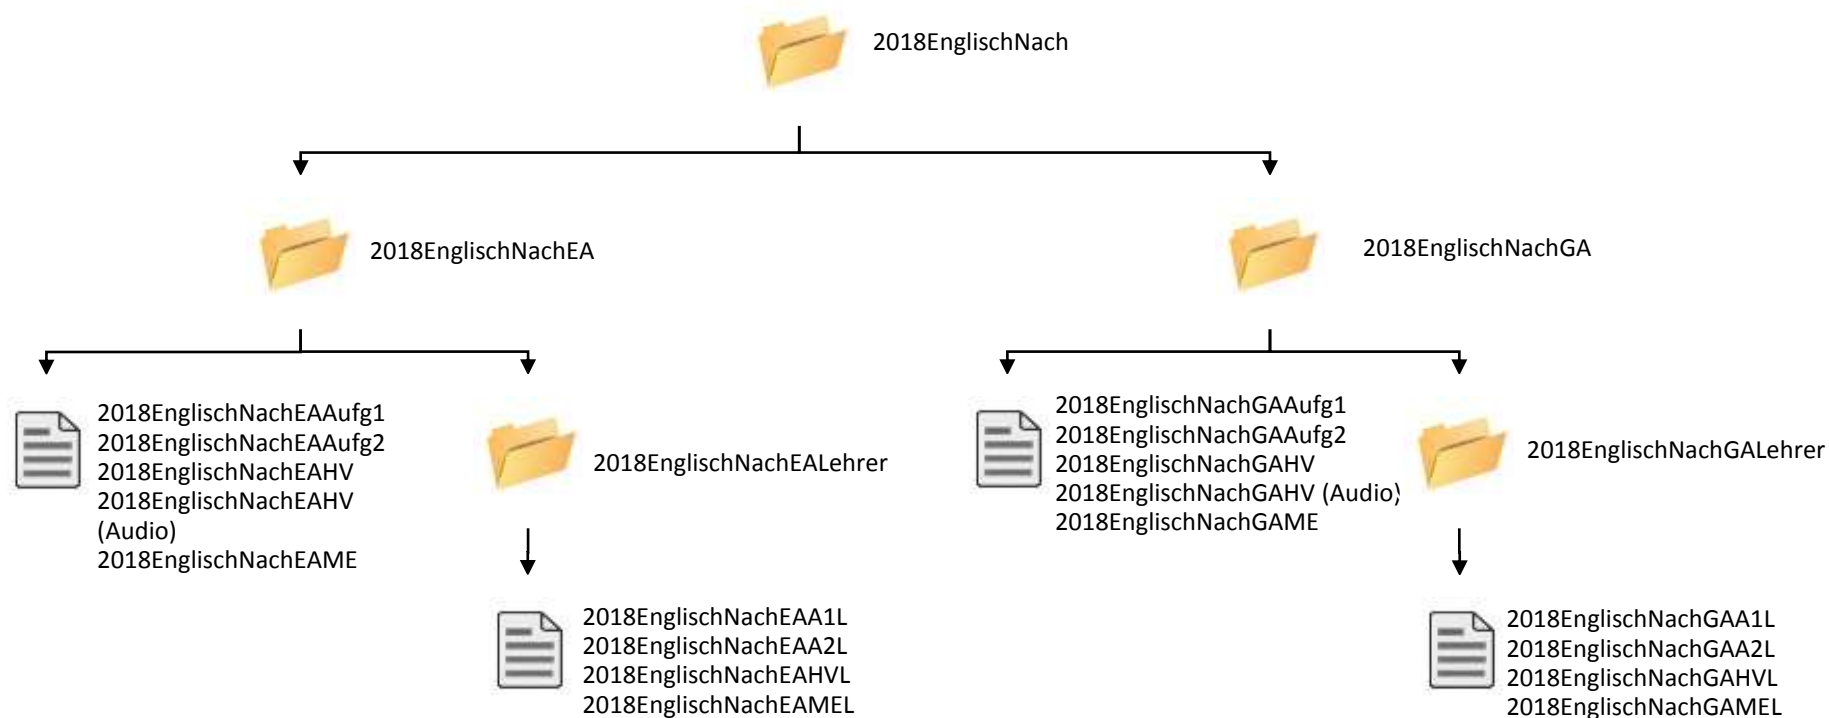 2018EnglischNach
2018EnglischNachEA
2018EnglischNachGA
2018EnglischNachEAAufg1
2018EnglischNachEAAufg2
2018EnglischNachEAHV
2018EnglischNachEAHV
(Audio)
2018EnglischNachEAME
2018EnglischNachEALehrer
2018EnglischNachGAAufg1
2018EnglischNachGAAufg2
2018EnglischNachGAHV
2018EnglischNachGAHV (Audio)
2018EnglischNachGAME
2018EnglischNachGALehrer
2018EnglischNachEAA1L
2018EnglischNachEAA2L
2018EnglischNachEAHVL
2018EnglischNachEAMEL
2018EnglischNachGAA1L
2018EnglischNachGAA2L
2018EnglischNachGAHVL
2018EnglischNachGAMEL